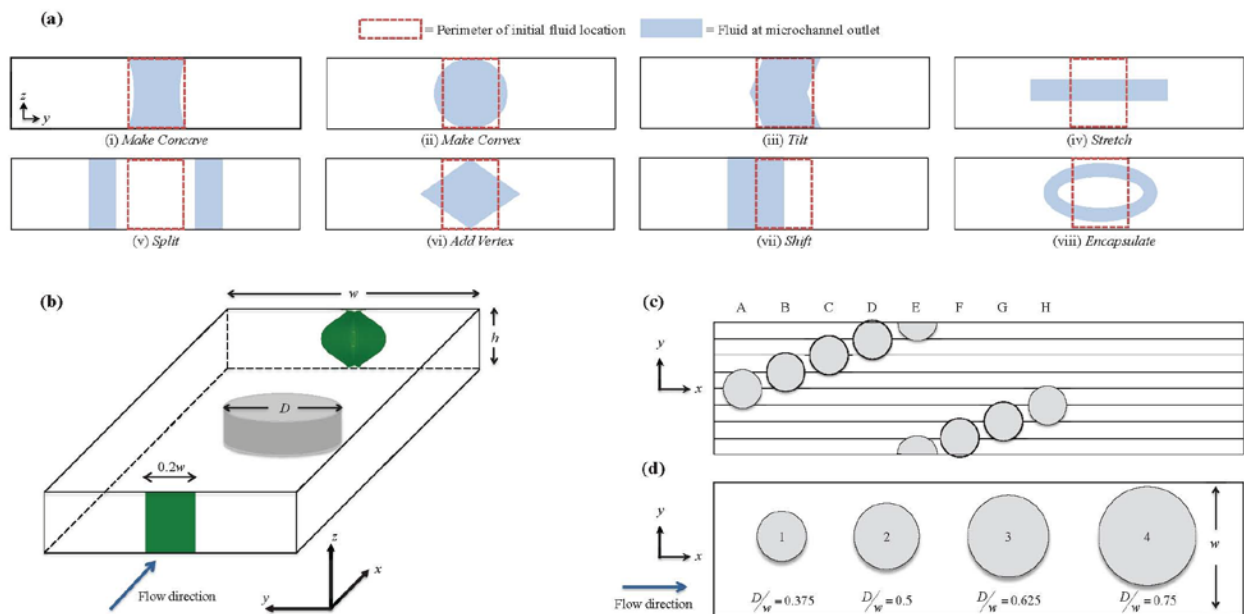 (a)
= Perimeter of initial fluid location = Fluid at microchannel outlet
z
y
(i) Make Concave (ii) Make Convex (iii) Tilt (iv) Stretch
(v) Split (vi) Add Vertex (vii) Shift (viii) Encapsulate
(b)
w
h
D
0.2w
z
x
y
Flow direction
(c)
A B C D E F G H
y
x
(d)
y
x
1 2 3 4
w
Flow direction
D/w = 0.375 D/w = 0.5 D/w = 0.625 D/w = 0.75